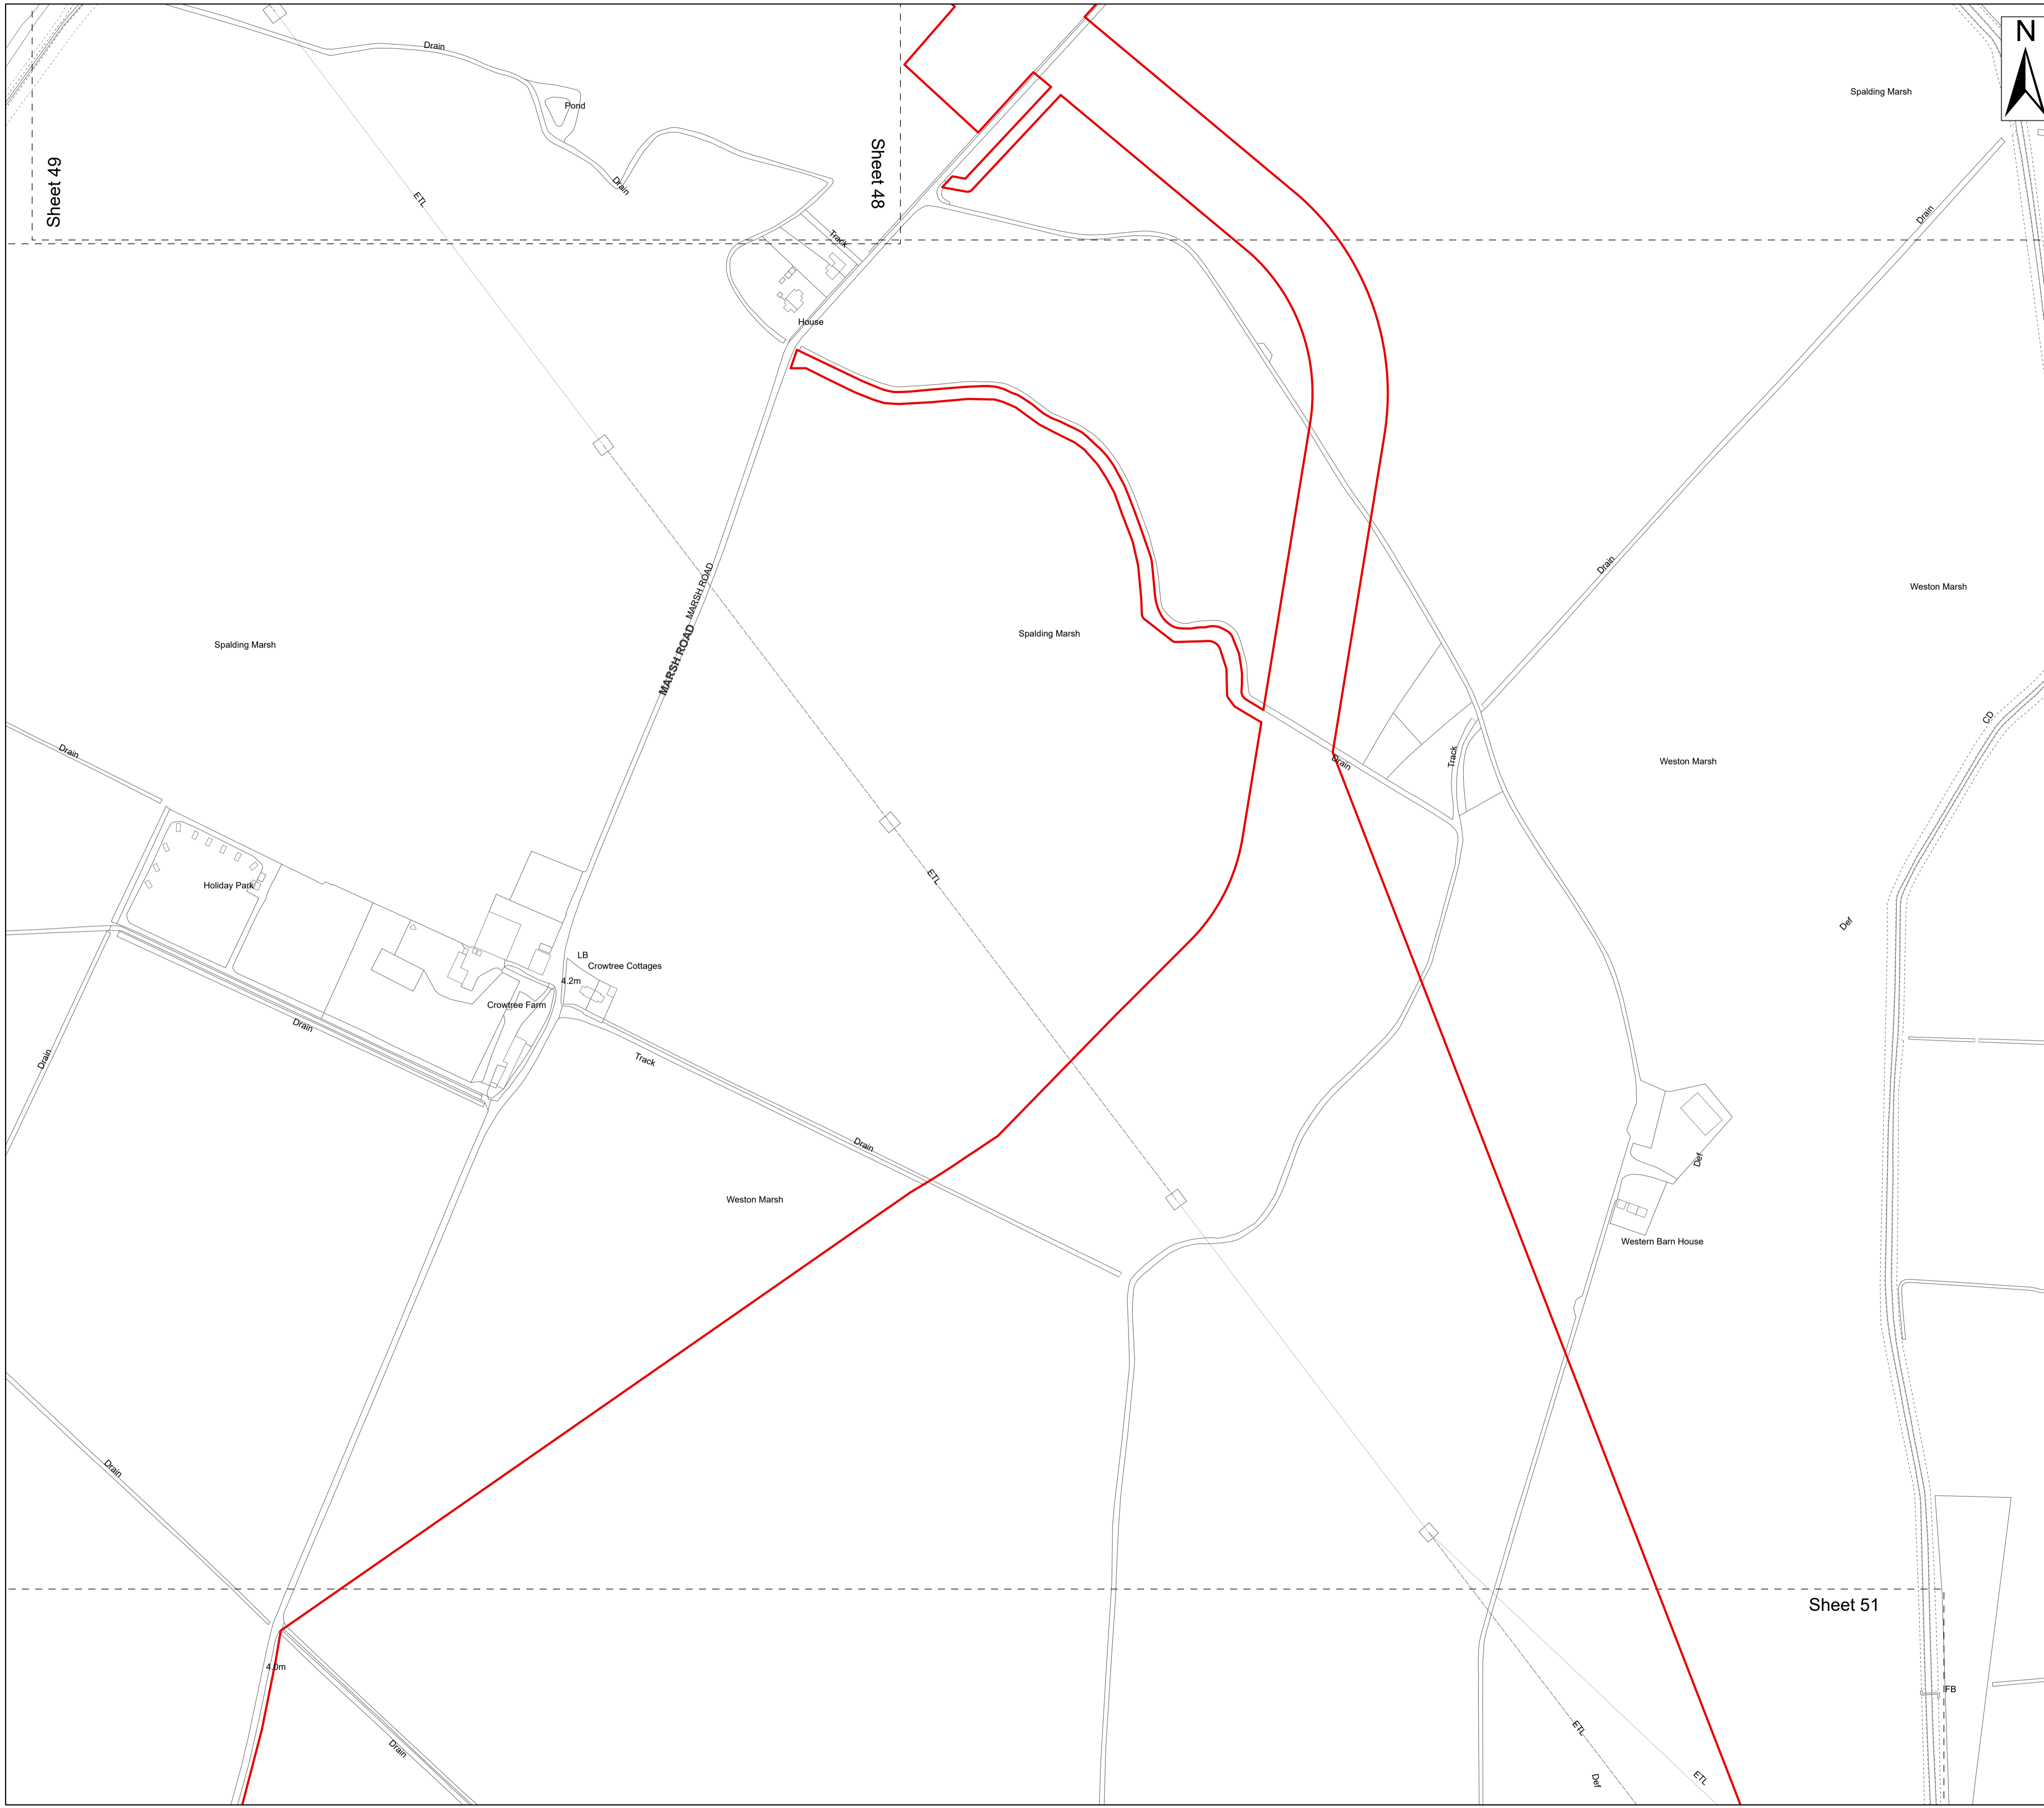 N
Drain
Spalding Marsh
Pond
Sheet 49
Sheet 48
Drain
ETL
Drain
Track
House
Drain
MARSH ROAD
Weston Marsh
Spalding Marsh
Spalding Marsh
MARSH ROAD
CD
Drain
Track
Drain
Weston Marsh
ETL
Holiday Park
Def
LB
Crowtree Cottages
4.2m
Crowtree Farm
Drain
Drain
Track
Drain
Def
Weston Marsh
Western Barn House
Drain
Sheet 51
4.0m
FB
ETL
Drain
ETL
Def